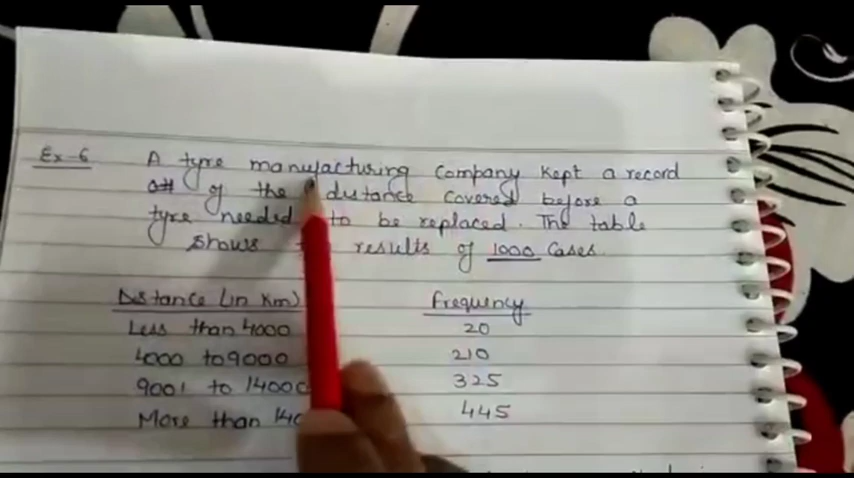 Ex-6 A tyre manufacturing Company kept a record
of the distance covered before a
tyre needed to be replaced. The table
shows results of 1000 Cases.
Distance (in Km) Frequency
Less than 4000 20
4000 to 9000 210
9001 to 14000 325
More than 445